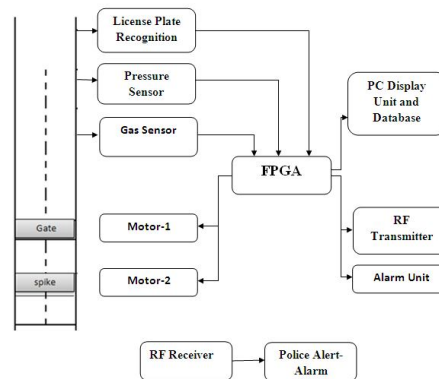 License Plate
Recognition
Pressure
Sensor
Gas Sensor
PC Display
Unit and
Database
FPGA
Gate
Motor-1
RF
Transmitter
spike
Motor-2
Alarm Unit
RF Receiver
Police Alert-
Alarm